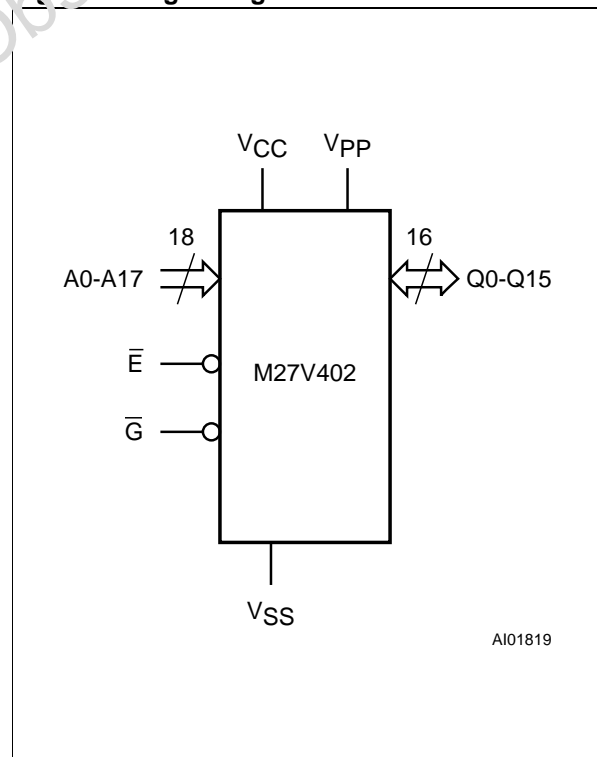 VCC VPP
18 16
A0-A17 Q0-Q15
E̅
M27V402
G̅
VSS
AI01819